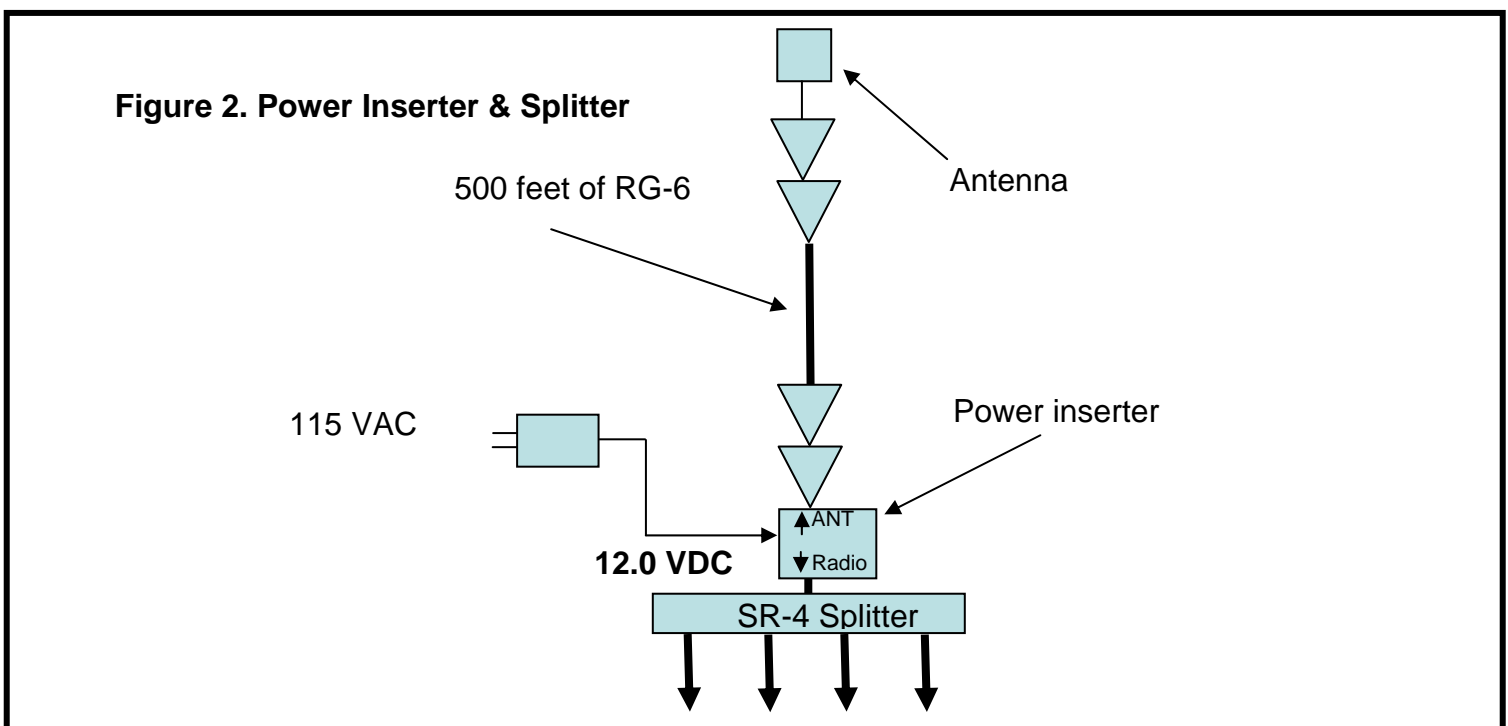 Figure 2. Power Inserter & Splitter
500 feet of RG-6
Antenna
115 VAC
Power inserter
ANT
12.0 VDC
Radio
SR-4 Splitter